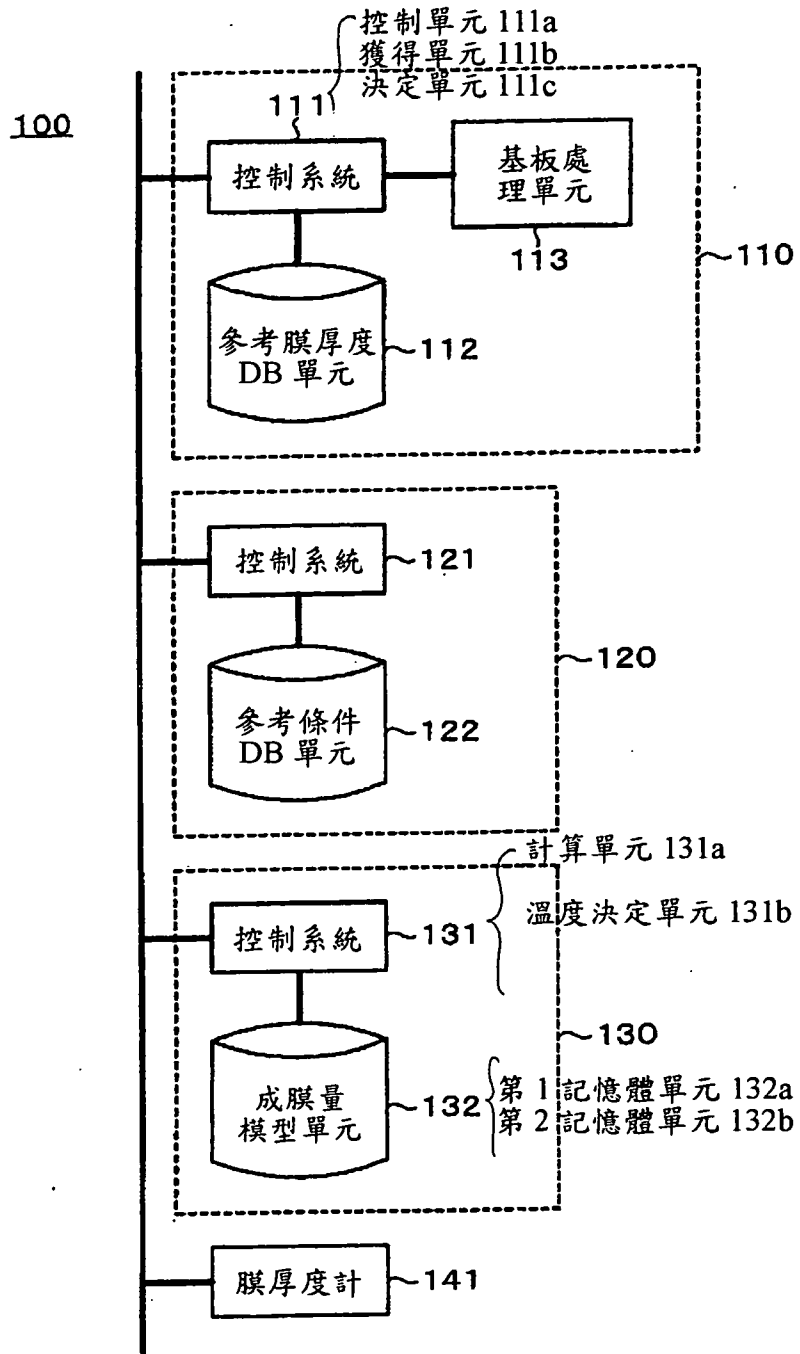 控制單元 111a
獲得單元 111b
決定單元 111c
100
111
控制系統
基板處
理單元
113
110
參考膜厚度
DB 單元
112
控制系統
121
120
參考條件
DB 單元
122
計算單元 131a
溫度決定單元 131b
控制系統
131
130
成膜量
模型單元
132
第 1 記憶體單元 132a
第 2 記憶體單元 132b
膜厚度計
141